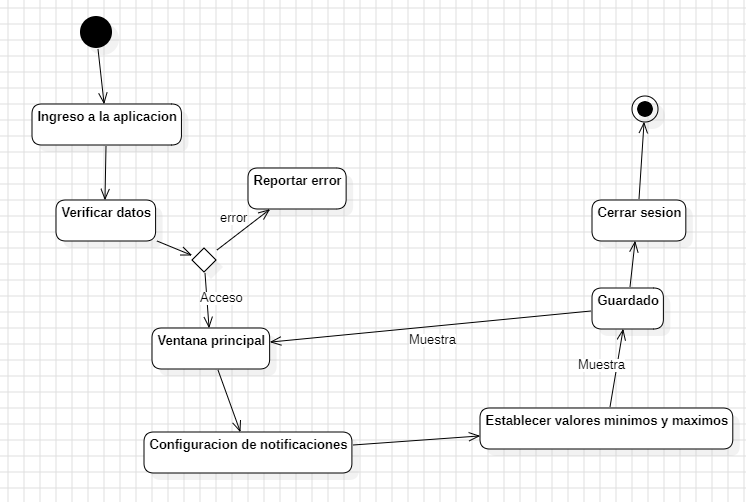 Ingreso a la aplicacion
Verificar datos
Reportar error
error
Acceso
Ventana principal
Configuracion de notificaciones
Establecer valores minimos y maximos
Muestra
Guardado
Muestra
Cerrar sesion